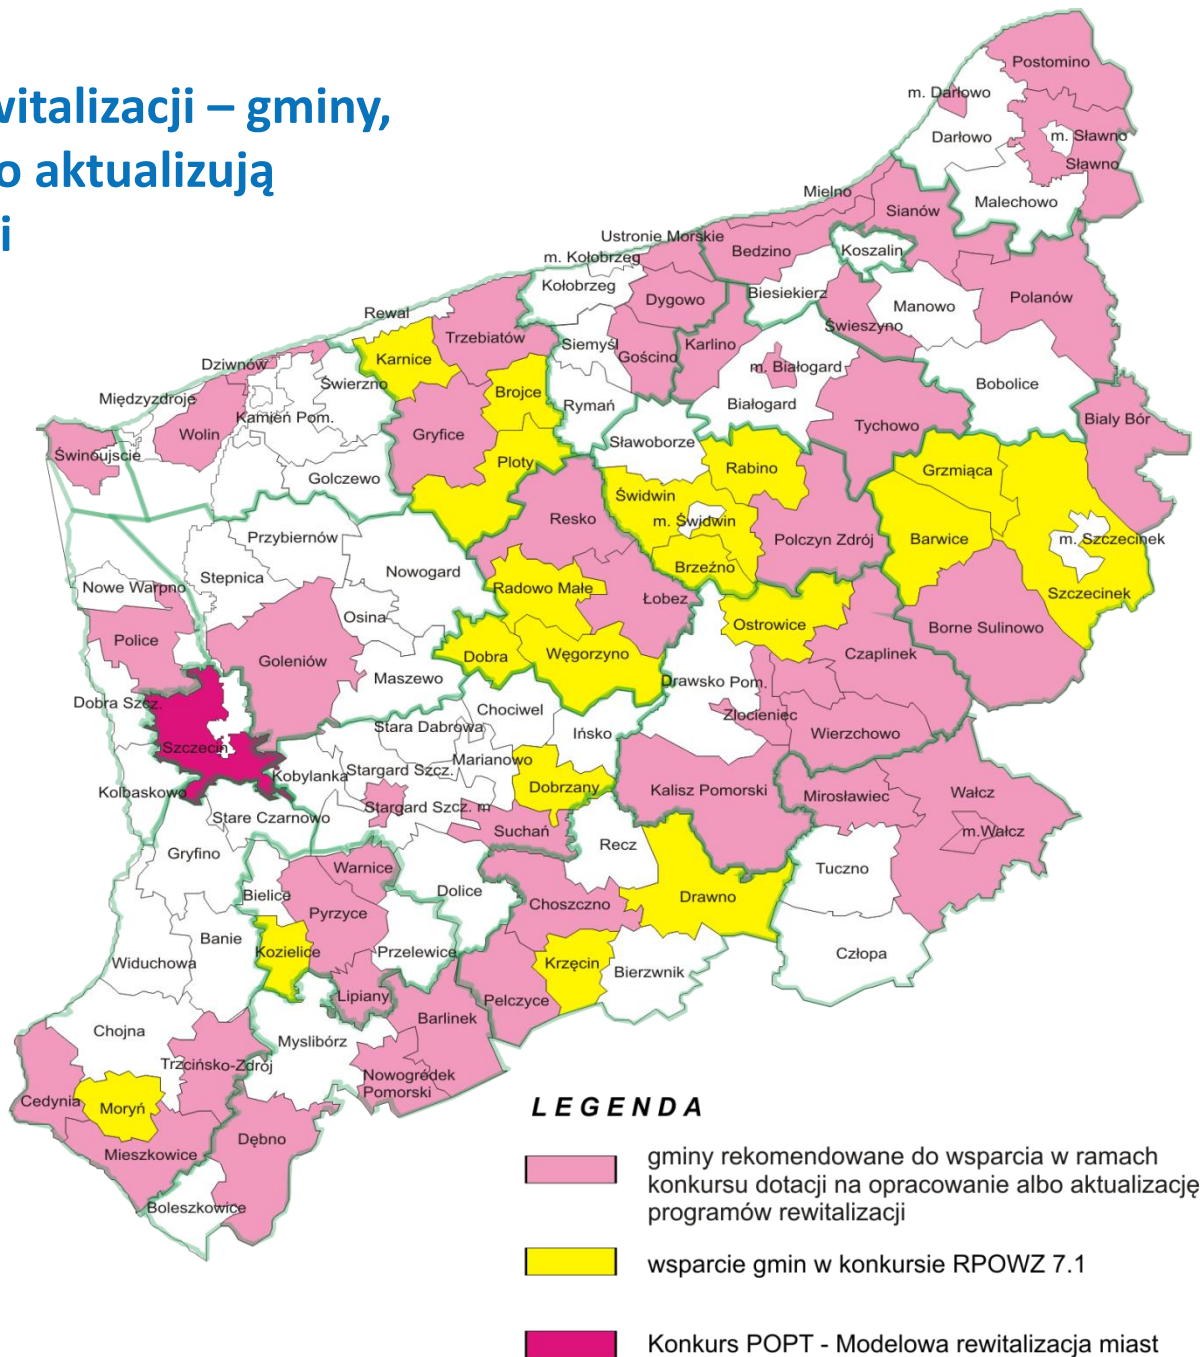 witalizacji – gminy,
o aktualizują
i
Postomino
m. Darłowo
Darłowo
m. Sławno
Sławno
Malechowo
Mielno
Sianów
Ustronie Morskie
Bedzino
Koszalin
m. Kołobrzeg
Kołobrzeg
Dygowo
Biesiekierz
Manowo
Polanów
Rewal
Trzebiatów
Siemyśl
Gościno
Karlino
Świeszyno
Karnice
Dziwnów
Świerzno
Brojce
m. Białogard
Bobolice
Międzyzdroje
Kamień Pom.
Rymań
Białogard
Wolin
Gryfice
Tychowo
Bialy Bór
Świnoujscie
Sławoborze
Ploty
Rabino
Grzmiąca
Golczewo
Świdwin
Resko
m. Świdwin
Polczyn Zdrój
Barwice
m. Szczecinek
Przybiernów
Nowogard
Brzeźno
Stepnica
Nowe Warpno
Radowo Małe
Łobez
Szczecinek
Osina
Ostrowice
Borne Sulinowo
Police
Goleniów
Dobra
Węgorzyno
Czaplinek
Maszewo
Drawsko Pom.
Dobra Szcz.
Chociwel
Złocieniec
Stara Dabrowa
Ińsko
Wierzchowo
Szczecin
Marianowo
Kobylanka
Stargard Szcz.
Dobrzany
Kalisz Pomorski
Mirosławiec
Wałcz
Kolbaskowo
Stargard Szcz. m
Stare Czarnowo
Suchań
m.Wałcz
Recz
Gryfino
Warnice
Tuczno
Bielice
Dolice
Drawno
Pyrzyce
Choszczno
Banie
Kozielice
Przelewice
Człopa
Widuchowa
Krzęcin
Bierzwnik
Lipiany
Pelczyce
Barlinek
Chojna
Myslibórz
Trzcińsko-Zdrój
Nowogródek
Pomorski
Cedynia
Moryń
Dębno
Mieszkowice
Boleszkowice
LEGENDA
gminy rekomendowane do wsparcia w ramach
konkursu dotacji na opracowanie albo aktualizację
programów rewitalizacji
wsparcie gmin w konkursie RPOWZ 7.1
Konkurs POPT - Modelowa rewitalizacja miast